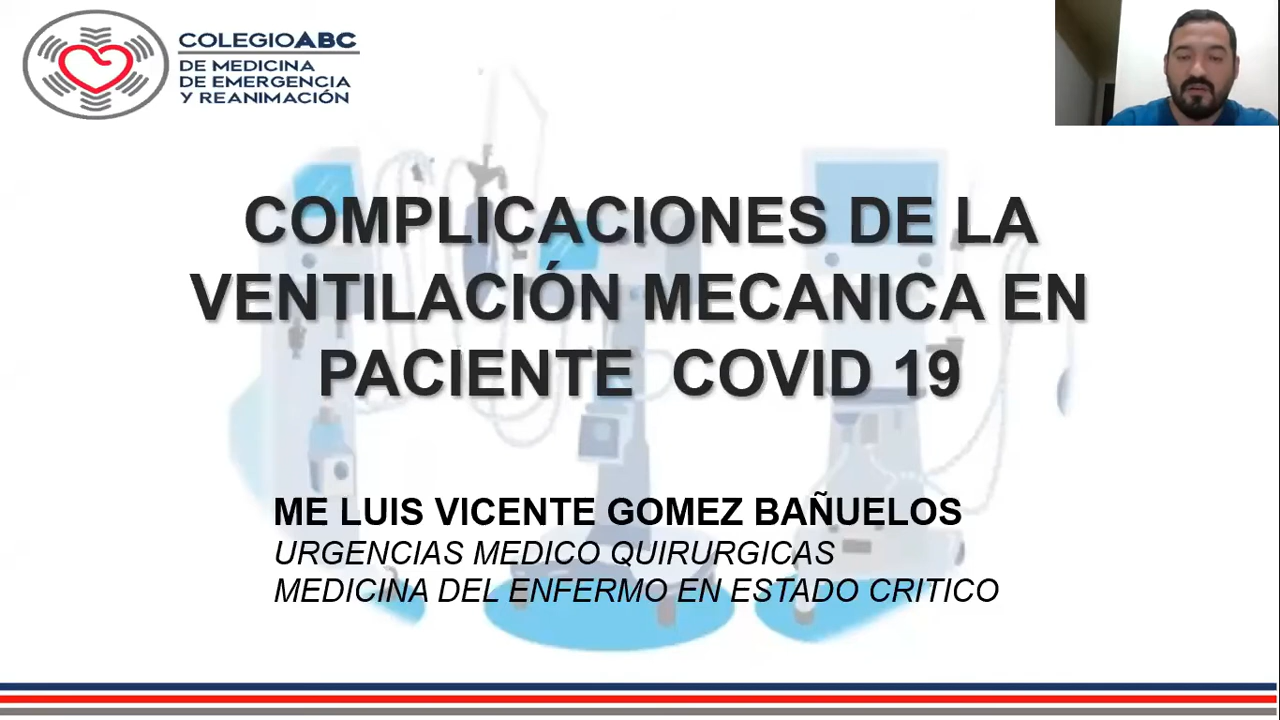 COLEGIOABC
DE MEDICINA
DE EMERGENCIA
Y REANIMACIÓN
COMPLICACIONES DE LA
VENTILACIÓN MECANICA EN
PACIENTE COVID 19
ME LUIS VICENTE GOMEZ BAÑUELOS
URGENCIAS MEDICO QUIRURGICAS
MEDICINA DEL ENFERMO EN ESTADO CRITICO